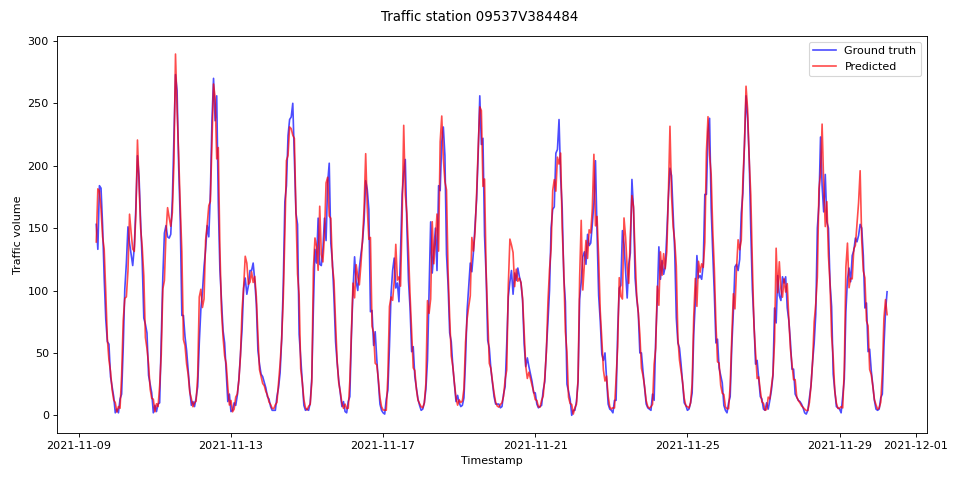 Traffic station 09537V384484
Ground truth
Predicted
Traffic volume
300
250
200
150
100
50
0
2021-11-09 2021-11-13 2021-11-17 2021-11-21 2021-11-25 2021-11-29 2021-12-01
Timestamp